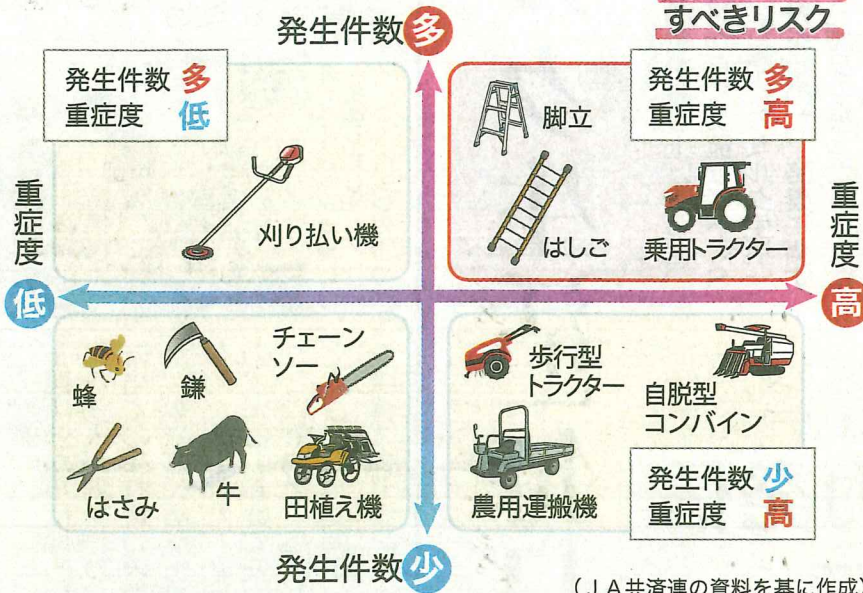 すべきリスク
発生件数 多
発生件数 多
重症度 低
発生件数 多
重症度 高
脚立
はしご
乗用トラクター
刈り払い機
重症度
低
重症度
高
蜂
鎌
チェーン
ソー
はさみ
牛
田植え機
歩行型
トラクター
自脱型
コンバイン
農用運搬機
発生件数 少
重症度 高
発生件数 少
(JA共済連の資料を基に作成)